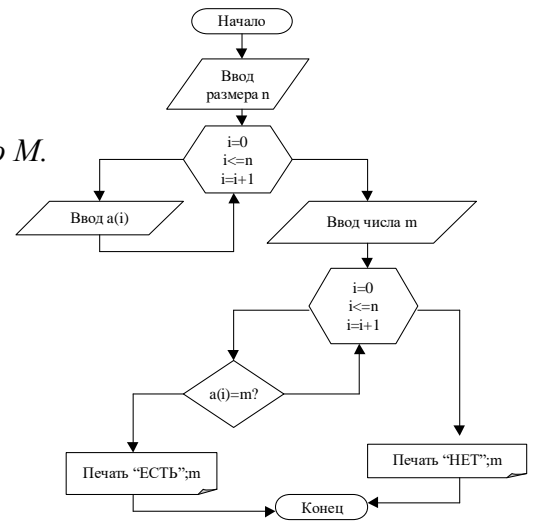 Начало
Ввод
размера n
М.
i=0
i<=n
i=i+1
Ввод a(i)
Ввод числа m
i=0
i<=n
i=i+1
a(i)=m?
Печать “ЕСТЬ”;m
Печать “НЕТ”;m
Конец